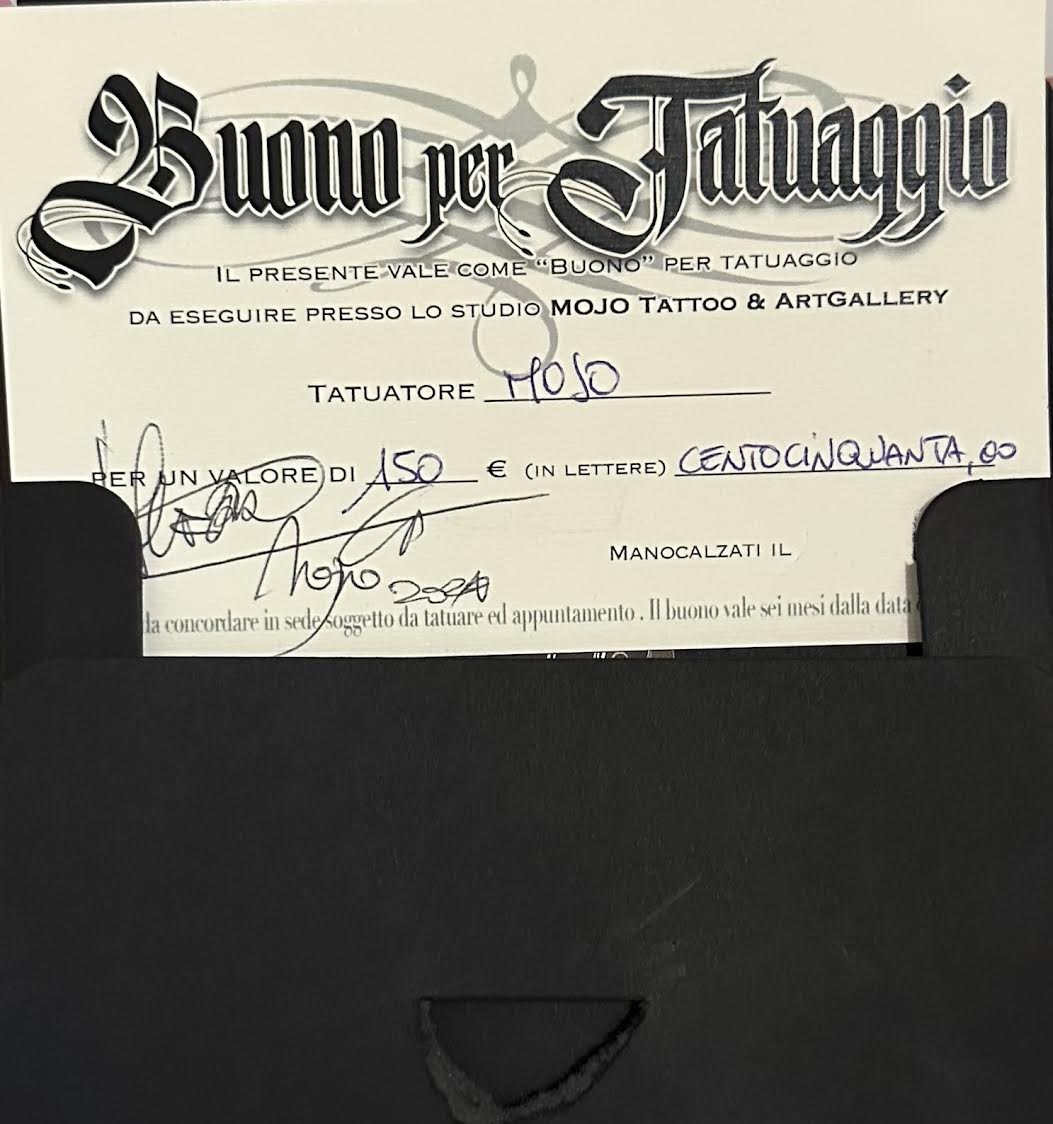 Buono per Tatuaggio
IL PRESENTE VALE COME “BUONO” PER TATUAGGIO
DA ESEGUIRE PRESSO LO STUDIO MOJO TATTOO & ARTGALLERY
TATUATORE MOJO
PER UN VALORE DI 150 € (IN LETTERE) CENTOCINQUANTA,00
MANOCALZATI IL
Mojo
da concordare in sede soggetto da tatuare ed appuntamento . Il buono vale sei mesi dalla data